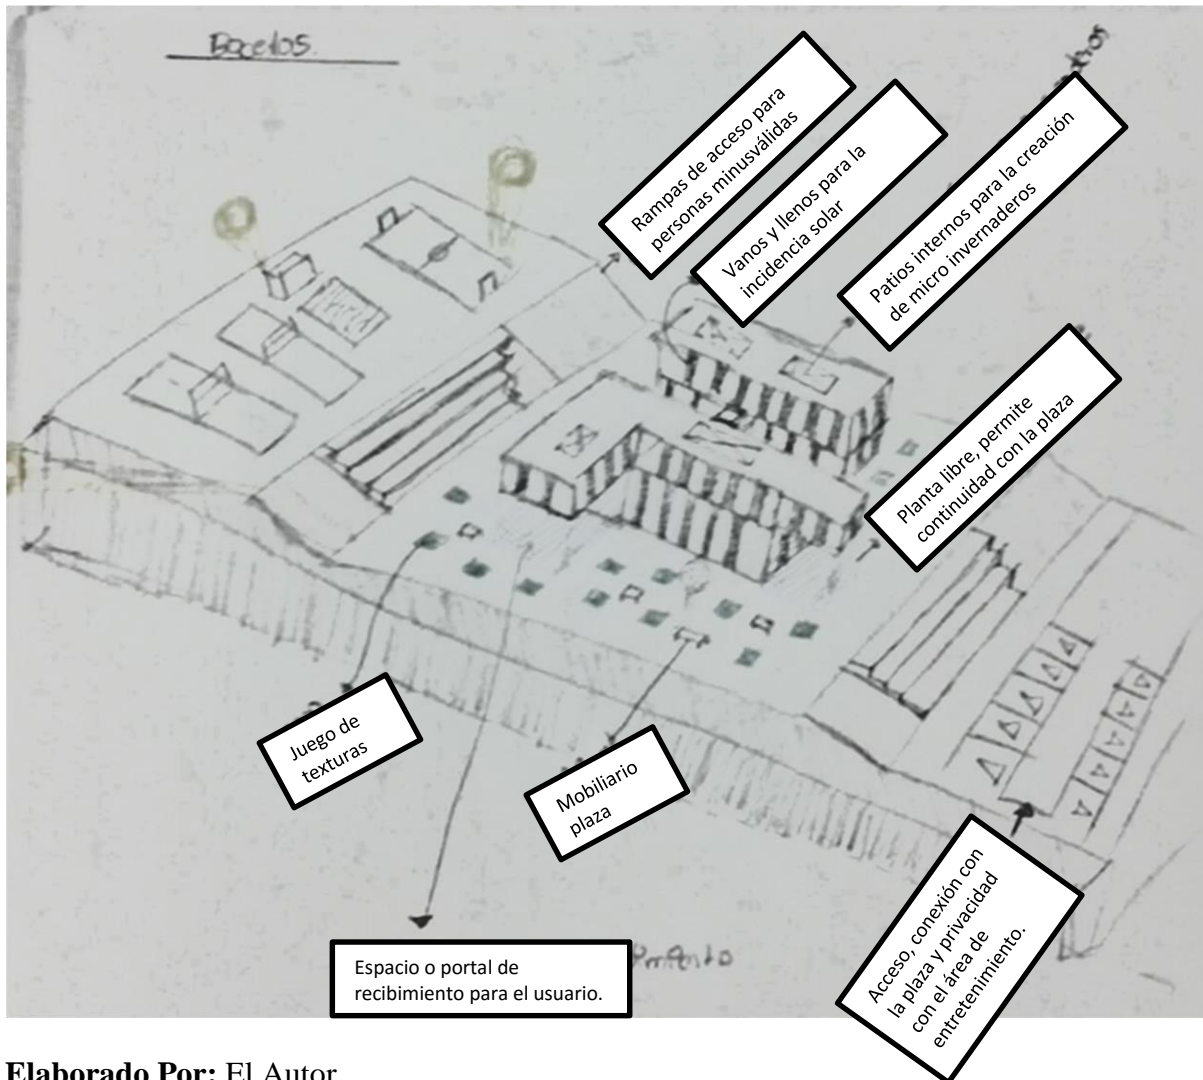 Bocetos.
Rampas de acceso para
personas minusválidas
Vanos y llenos para la
incidencia solar
Patios internos para la creación
de micro invernaderos
Planta libre, permite
continuidad con la plaza
Juego de
texturas
Mobiliario
plaza
Espacio o portal de
recibimiento para el usuario.
Acceso, conexión con
la plaza y privacidad
con el área de
entretenimiento.
Elaborado Por: El Autor